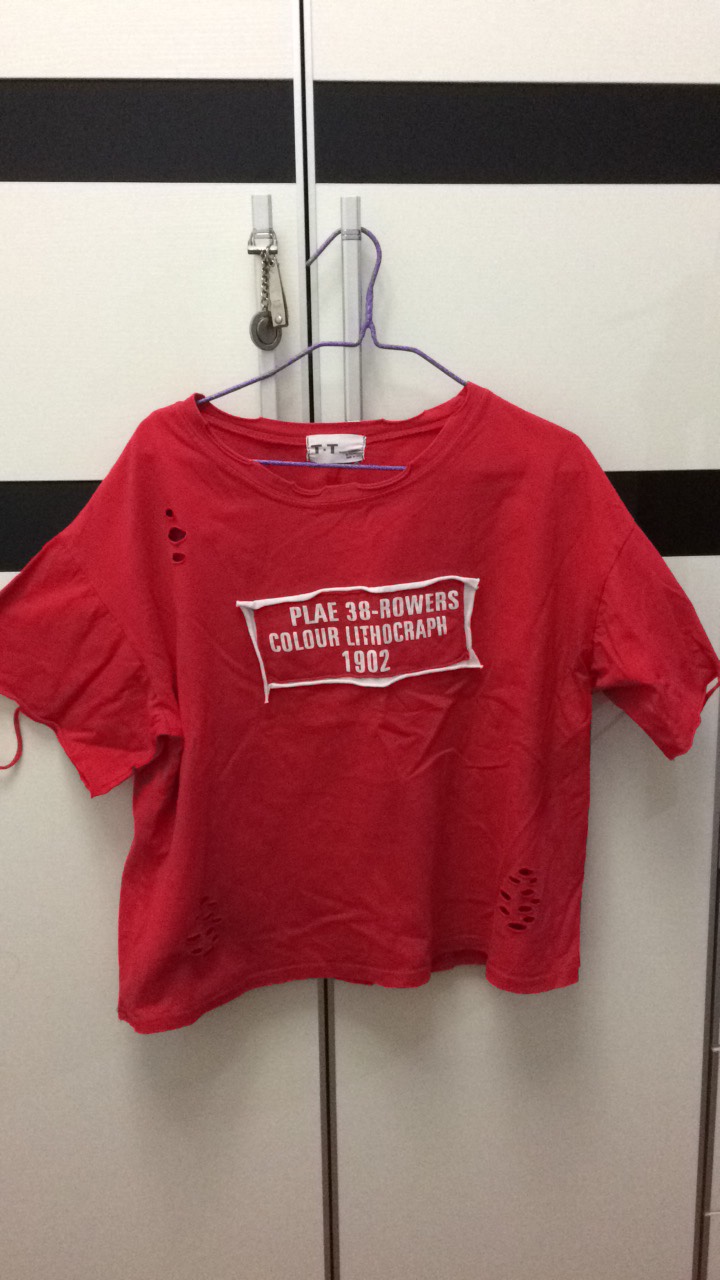 T+T
PLAE 38-ROWERS
COLOUR LITHOCRAPH
1902